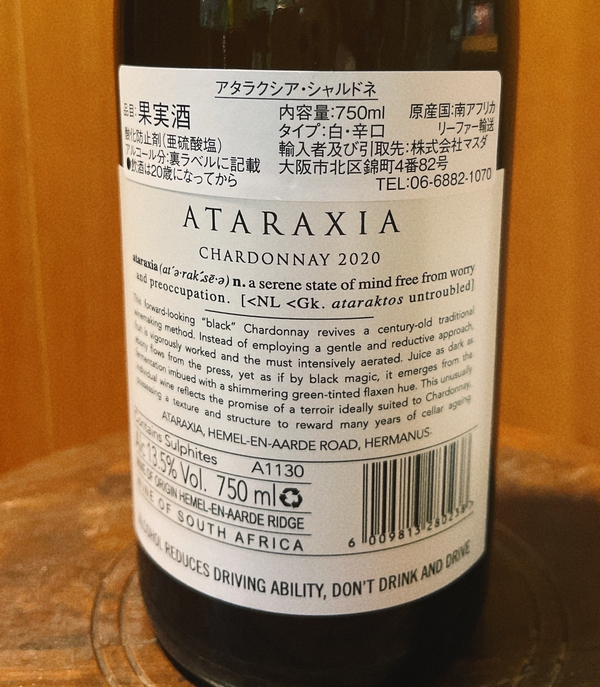 アタラクシア・シャルドネ
品目:果実酒 内容量:750ml 原産国:南アフリカ
酸化防止剤(亜硫酸塩) タイプ:白・辛口 リーファー輸送
アルコール分:裏ラベルに記載 輸入者及び引取先:株式会社マスダ
●飲酒は20歳になってから 大阪市北区錦町4番82号
TEL:06-6882-1070
ATARAXIA
CHARDONNAY 2020
ataraxia (at´ə·rak´sē·ə) n. a serene state of mind free from worry
and preoccupation. [<NL <Gk. ataraktos untroubled]
This forward-looking "black" Chardonnay revives a century-old traditional
winemaking method. Instead of employing a gentle and reductive approach,
fruit is vigorously worked and the most intensively aerated. Juice as dark as
ebony flows from the press, yet as if by black magic, it emerges from the
fermentation imbued with a shimmering green-tinted flaxen hue. This unusually
individual wine reflects the promise of a terroir ideally suited to Chardonnay,
possessing a texture and structure to reward many years of cellar ageing.
ATARAXIA, HEMEL-EN-AARDE ROAD, HERMANUS
Contains Sulphites A1130
Alc 13.5% Vol. 750 ml
WINE OF ORIGIN HEMEL-EN-AARDE RIDGE
WINE OF SOUTH AFRICA
6 009813 280238
ALCOHOL REDUCES DRIVING ABILITY, DON'T DRINK AND DRIVE